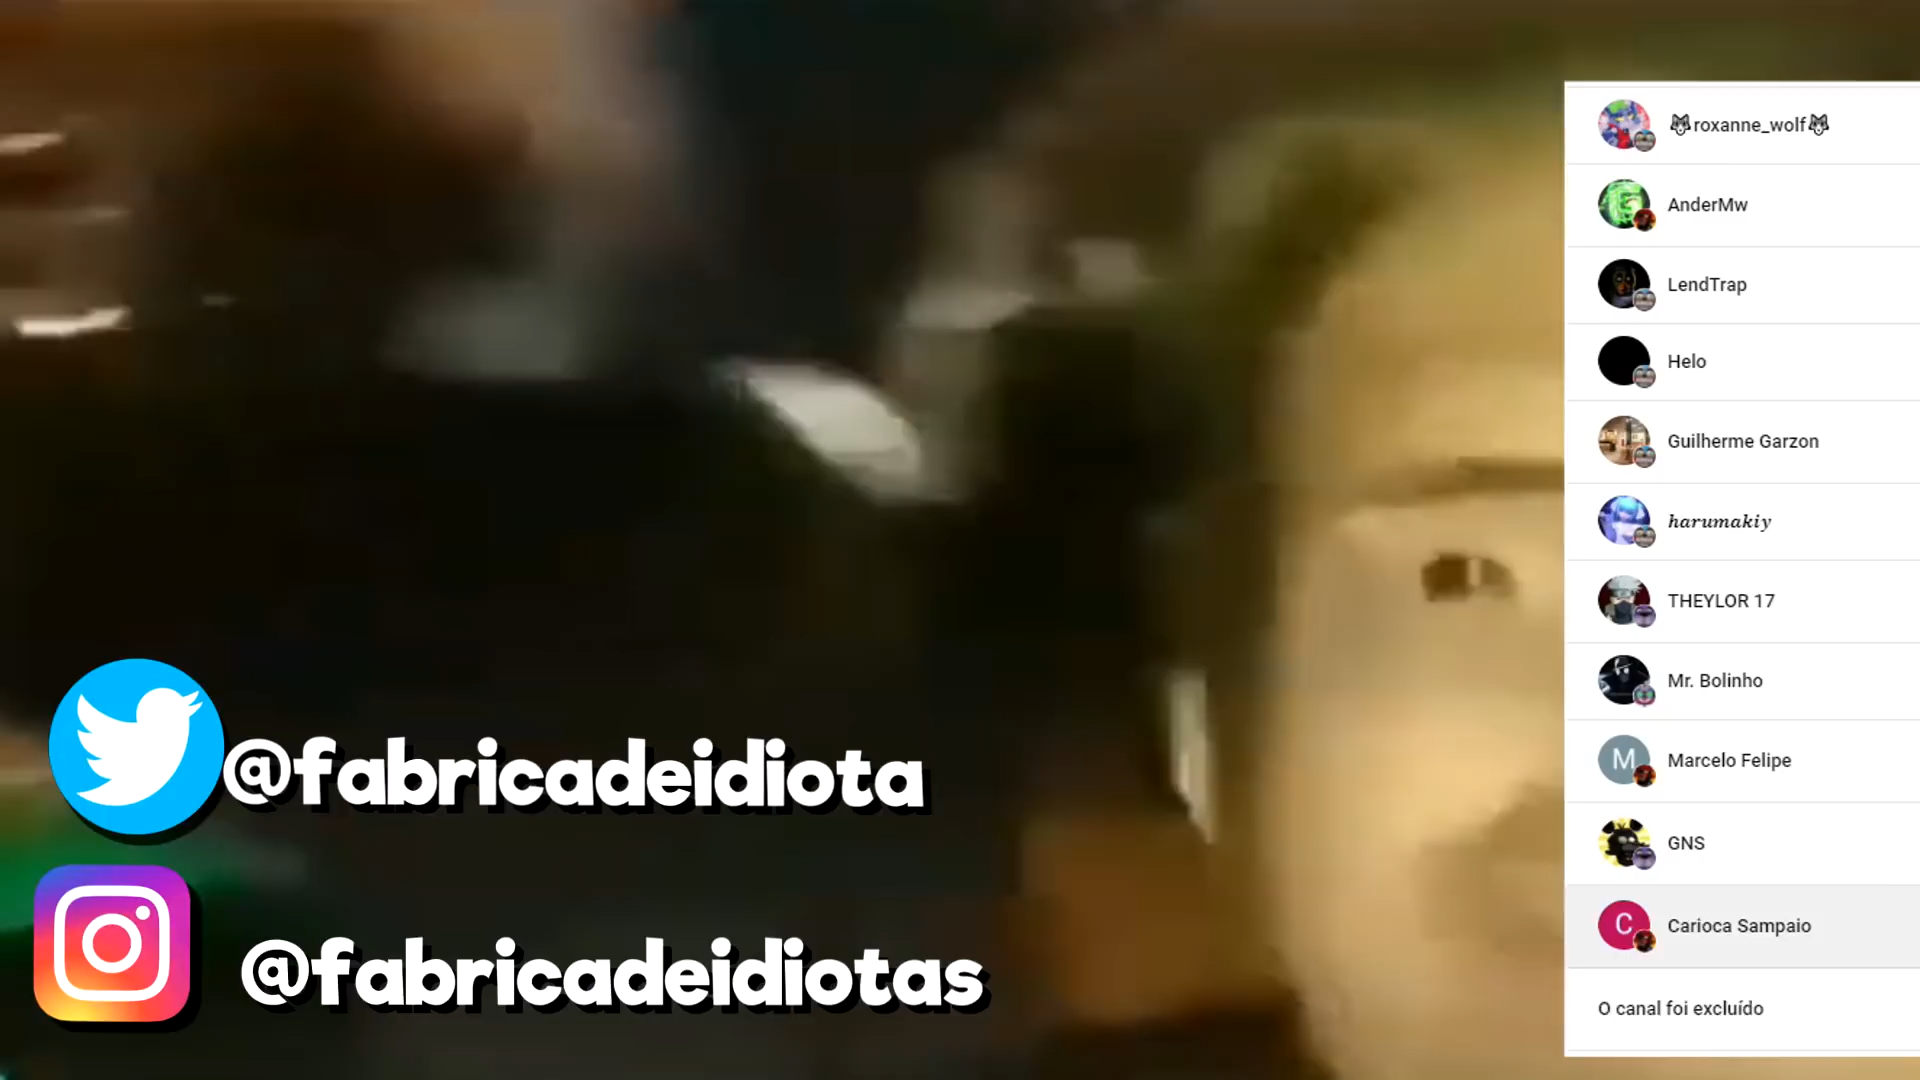 🐺roxanne_wolf🐺
AnderMw
LendTrap
Helo
Guilherme Garzon
harumakiy
THEYLOR 17
Mr. Bolinho
M
Marcelo Felipe
GNS
C
Carioca Sampaio
O canal foi excluído
@fabricadeidiota
@fabricadeidiotas